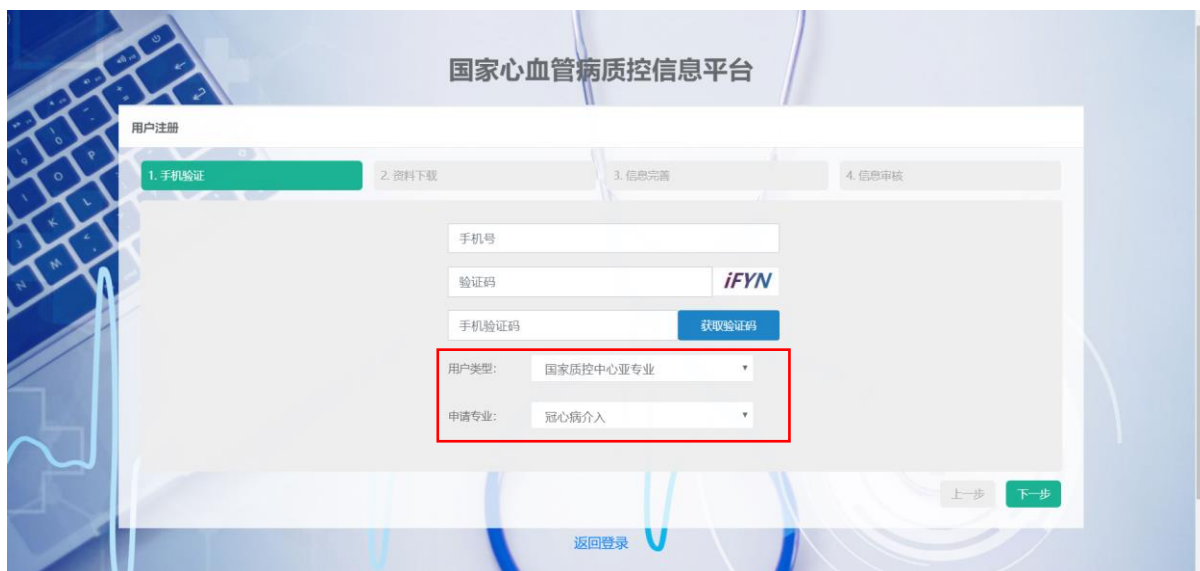 国家心血管病质控信息平台
用户注册
1. 手机验证
2. 资料下载
3. 信息完善
4. 信息审核
手机号
验证码 iFYN
手机验证码 获取验证码
用户类型： 国家质控中心亚专业
申请专业： 冠心病介入
上一步 下一步
返回登录